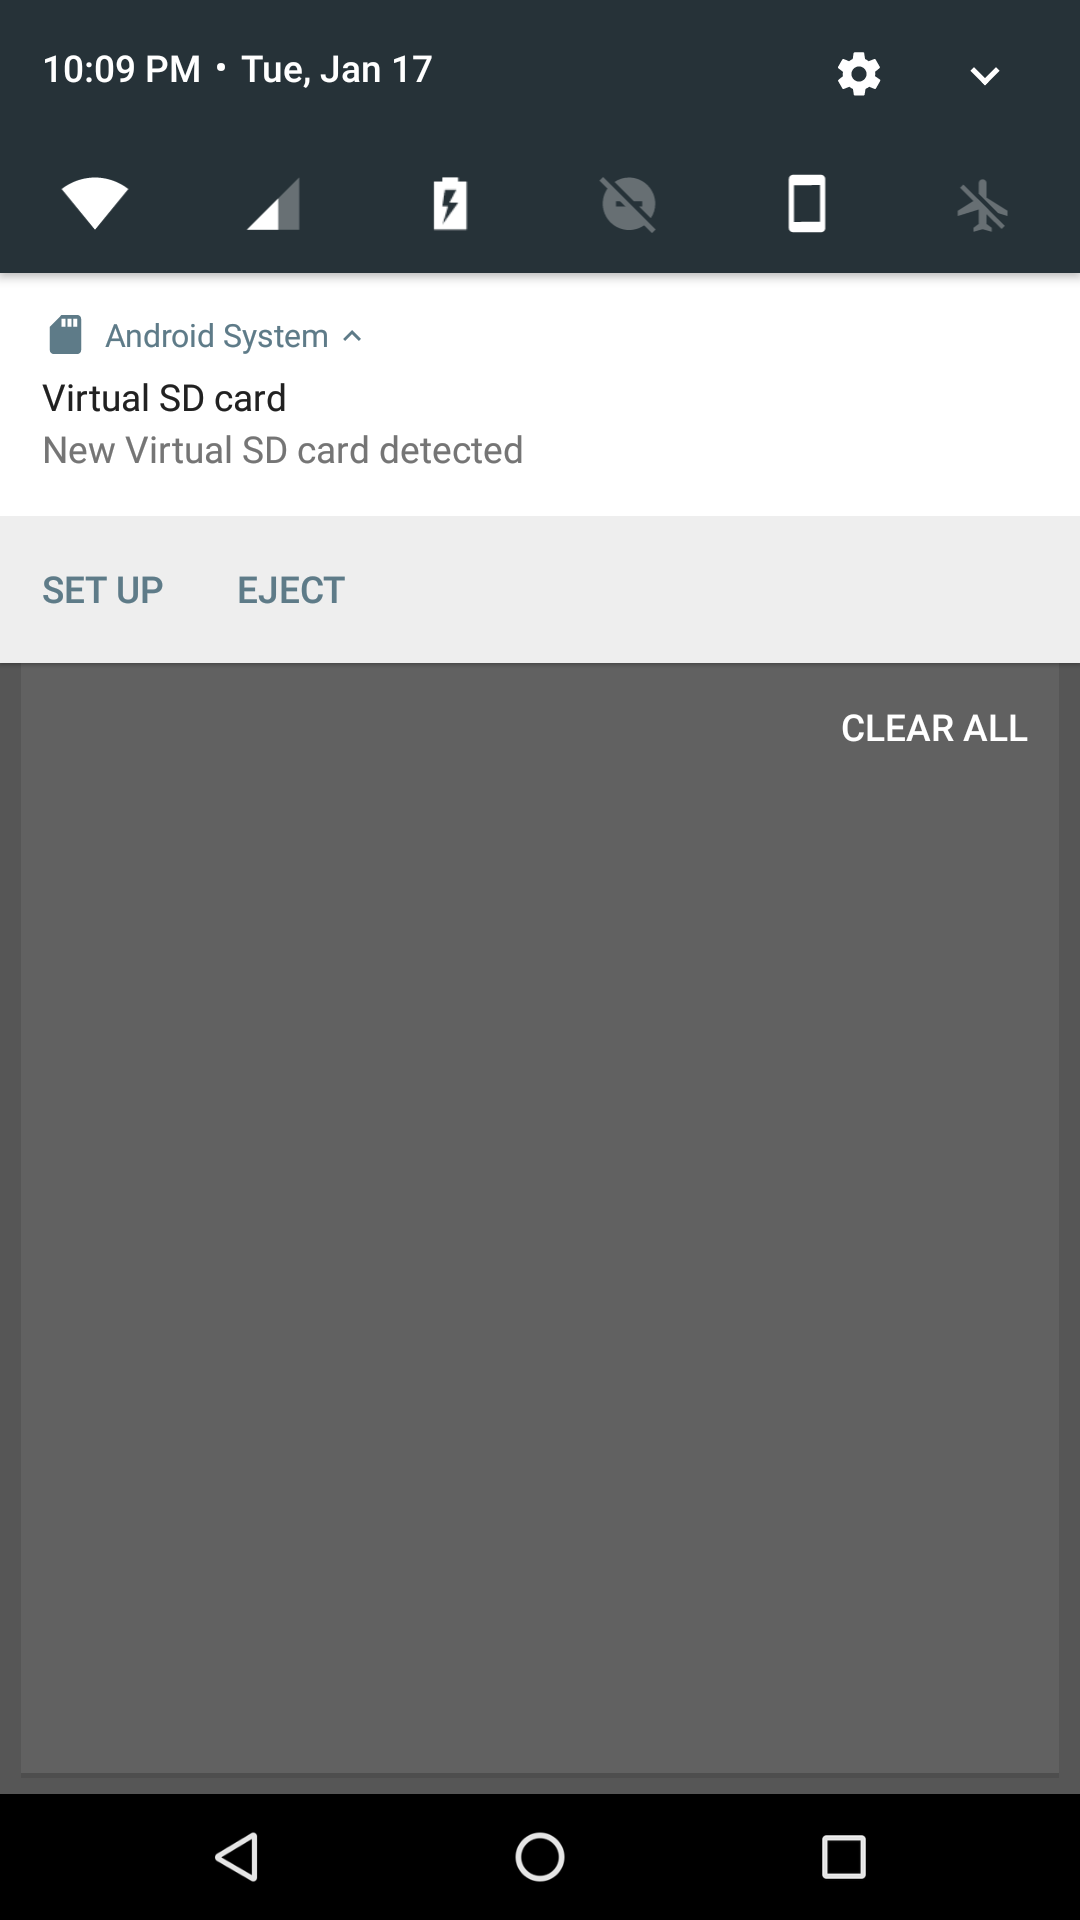 10:09 PM • Tue, Jan 17
Android System
Virtual SD card
New Virtual SD card detected
SET UP EJECT
CLEAR ALL